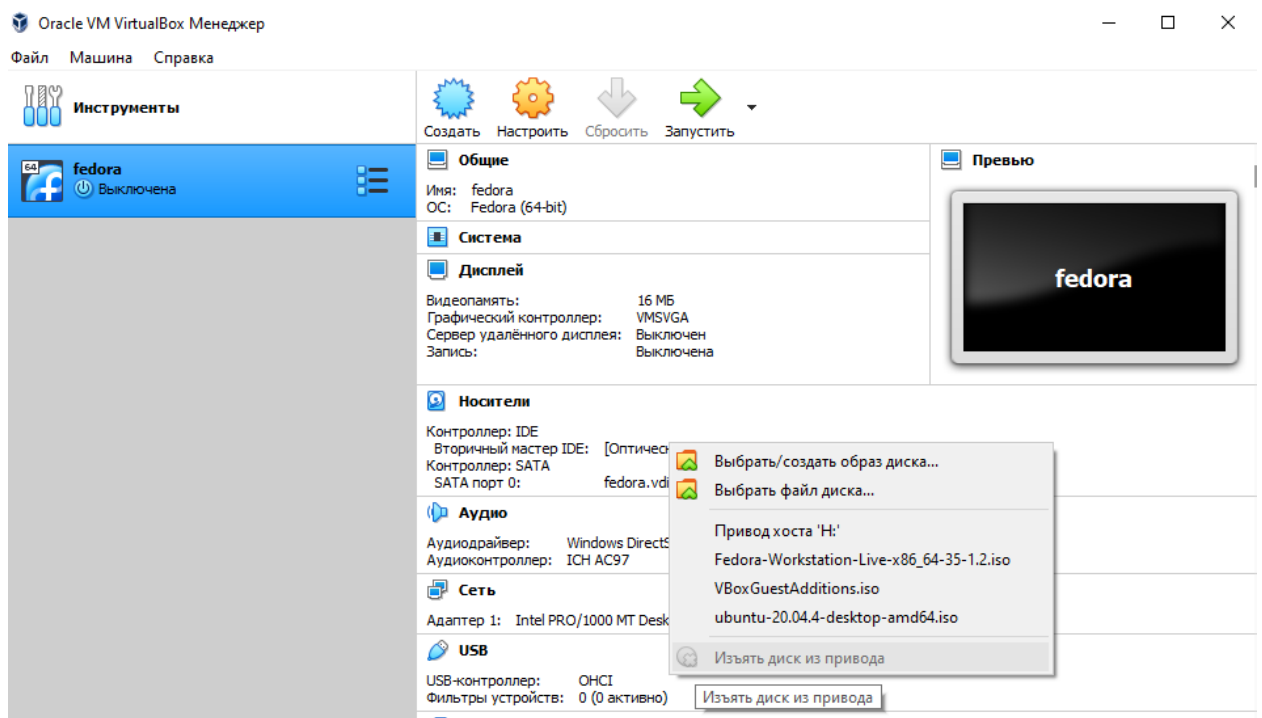 Oracle VM VirtualBox Менеджер
Файл Машина Справка
Инструменты
Создать Настроить Сбросить Запустить
64
fedora
Выключена
Общие
Имя: fedora
ОС: Fedora (64-bit)
Система
Дисплей
Видеопамять: 16 МБ
Графический контроллер: VMSVGA
Сервер удалённого дисплея: Выключен
Запись: Выключена
Превью
fedora
Носители
Контроллер: IDE
Вторичный мастер IDE: [Оптичес
Контроллер: SATA
SATA порт 0: fedora.vdi
Аудио
Аудиодрайвер: Windows Direct
Аудиоконтроллер: ICH AC97
Сеть
Адаптер 1: Intel PRO/1000 MT Desk
USB
USB-контроллер: OHCI
Фильтры устройств: 0 (0 активно)
Выбрать/создать образ диска...
Выбрать файл диска...
Привод хоста 'H:'
Fedora-Workstation-Live-x86_64-35-1.2.iso
VBoxGuestAdditions.iso
ubuntu-20.04.4-desktop-amd64.iso
Изъять диск из привода
Изъять диск из привода